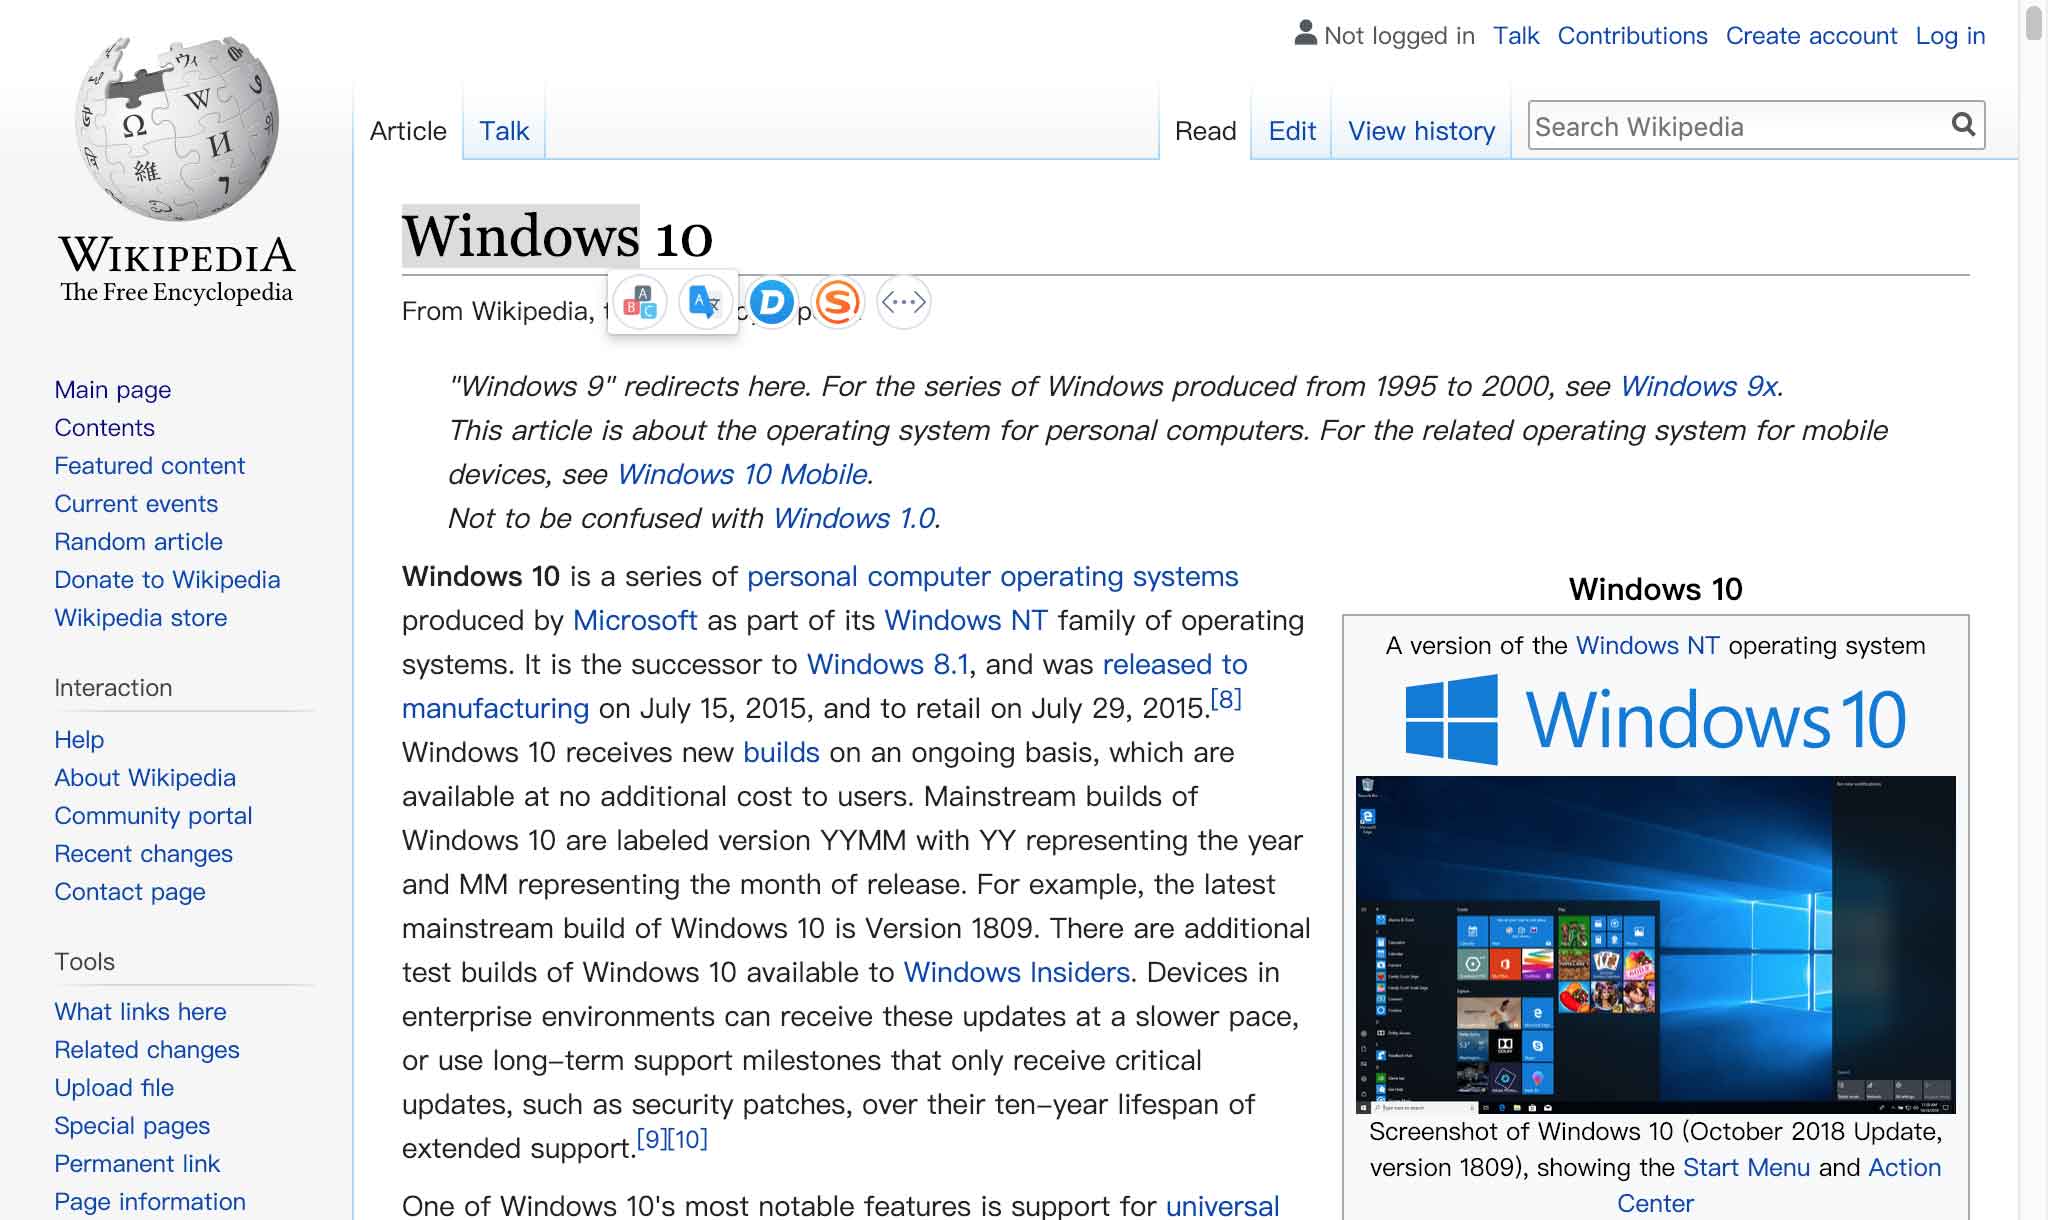 Not logged in Talk Contributions Create account Log in
Article Talk Read Edit View history Search Wikipedia
WIKIPEDIA
The Free Encyclopedia
Main page
Contents
Featured content
Current events
Random article
Donate to Wikipedia
Wikipedia store
Interaction
Help
About Wikipedia
Community portal
Recent changes
Contact page
Tools
What links here
Related changes
Upload file
Special pages
Permanent link
Page information
Windows 10
From Wikipedia,
"Windows 9" redirects here. For the series of Windows produced from 1995 to 2000, see Windows 9x.
This article is about the operating system for personal computers. For the related operating system for mobile
devices, see Windows 10 Mobile.
Not to be confused with Windows 1.0.
Windows 10 is a series of personal computer operating systems
produced by Microsoft as part of its Windows NT family of operating
systems. It is the successor to Windows 8.1, and was released to
manufacturing on July 15, 2015, and to retail on July 29, 2015.[8]
Windows 10 receives new builds on an ongoing basis, which are
available at no additional cost to users. Mainstream builds of
Windows 10 are labeled version YYMM with YY representing the year
and MM representing the month of release. For example, the latest
mainstream build of Windows 10 is Version 1809. There are additional
test builds of Windows 10 available to Windows Insiders. Devices in
enterprise environments can receive these updates at a slower pace,
or use long-term support milestones that only receive critical
updates, such as security patches, over their ten-year lifespan of
extended support.[9][10]
One of Windows 10's most notable features is support for universal
Windows 10
A version of the Windows NT operating system
Windows 10
Screenshot of Windows 10 (October 2018 Update,
version 1809), showing the Start Menu and Action
Center